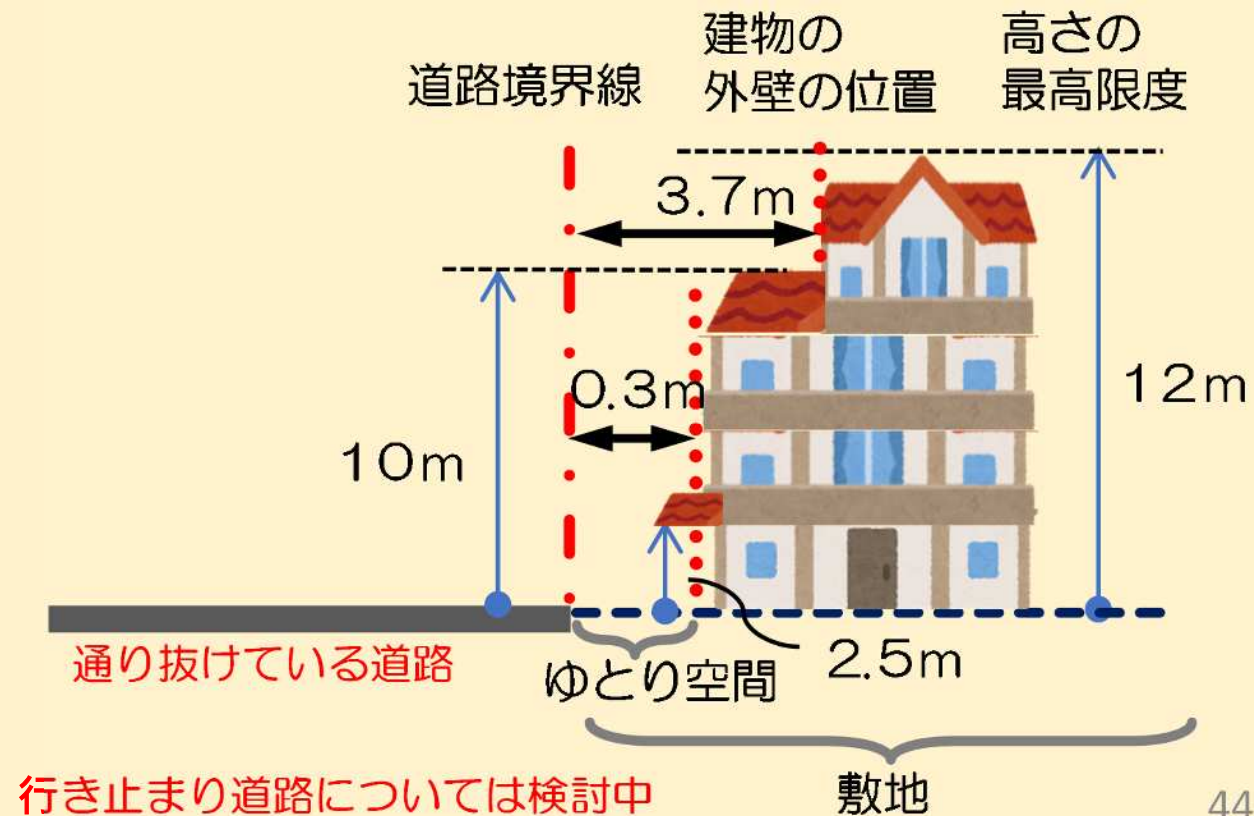 道路境界線
建物の
外壁の位置
高さの
最高限度
3.7m
0.3m
10m
12m
2.5m
通り抜けている道路
ゆとり空間
敷地
行き止まり道路については検討中
44